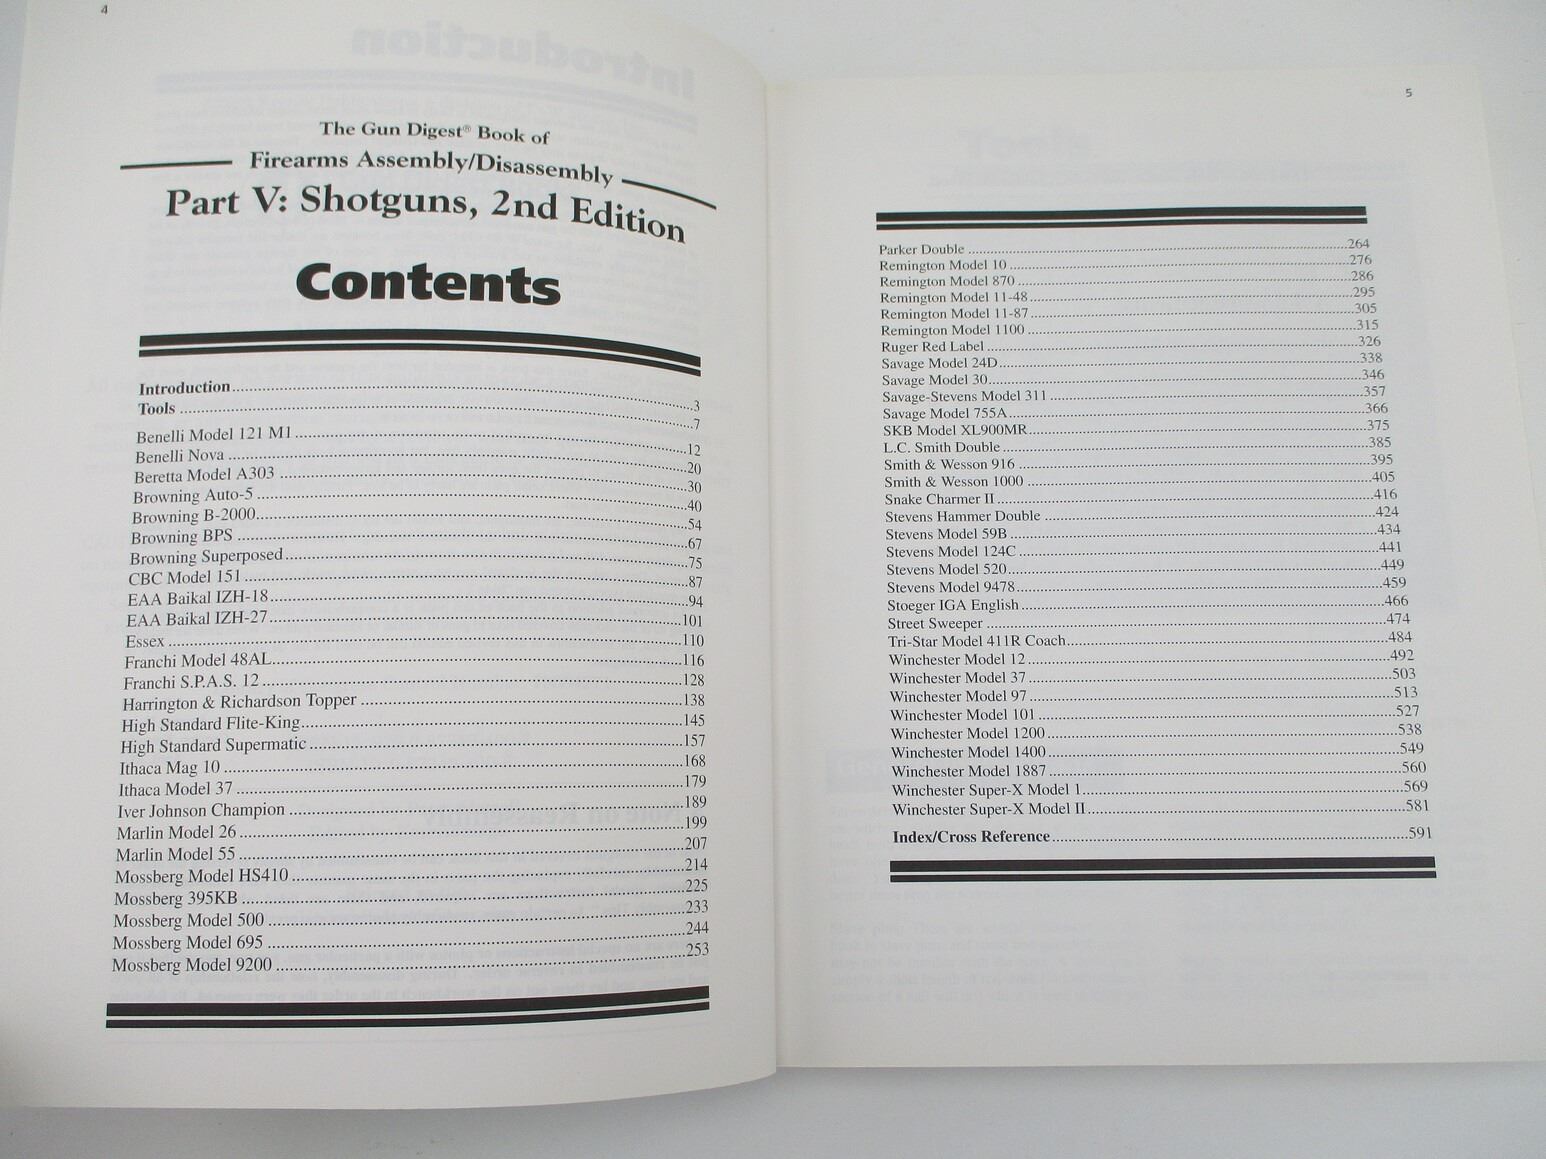 4
The Gun Digest® Book of
Firearms Assembly/Disassembly
Part V: Shotguns, 2nd Edition
Contents
Introduction 3
Tools 7
Benelli Model 121 M1 12
Benelli Nova 20
Beretta Model A303 30
Browning Auto-5 40
Browning B-2000 54
Browning BPS 67
Browning Superposed 75
CBC Model 151 87
EAA Baikal IZH-18 94
EAA Baikal IZH-27 101
Essex 110
Franchi Model 48AL 116
Franchi S.P.A.S. 12 128
Harrington & Richardson Topper 138
High Standard Flite-King 145
High Standard Supermatic 157
Ithaca Mag 10 168
Ithaca Model 37 179
Iver Johnson Champion 189
Marlin Model 26 199
Marlin Model 55 207
Mossberg Model HS410 214
Mossberg 395KB 225
Mossberg Model 500 233
Mossberg Model 695 244
Mossberg Model 9200 253
5
Parker Double 264
Remington Model 10 276
Remington Model 870 286
Remington Model 11-48 295
Remington Model 11-87 305
Remington Model 1100 315
Ruger Red Label 326
Savage Model 24D 338
Savage Model 30 346
Savage-Stevens Model 311 357
Savage Model 755A 366
SKB Model XL900MR 375
L.C. Smith Double 385
Smith & Wesson 916 395
Smith & Wesson 1000 405
Snake Charmer II 416
Stevens Hammer Double 424
Stevens Model 59B 434
Stevens Model 124C 441
Stevens Model 520 449
Stevens Model 9478 459
Stoeger IGA English 466
Street Sweeper 474
Tri-Star Model 411R Coach 484
Winchester Model 12 492
Winchester Model 37 503
Winchester Model 97 513
Winchester Model 101 527
Winchester Model 1200 538
Winchester Model 1400 549
Winchester Model 1887 560
Winchester Super-X Model 1 569
Winchester Super-X Model II 581
Index/Cross Reference 591